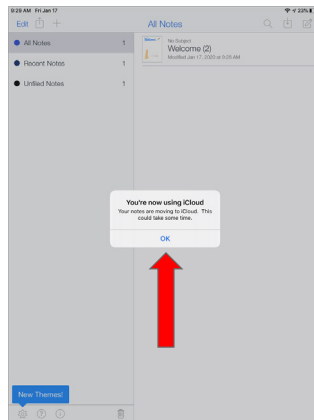 9:28 AM Fri Jan 17
23%
Edit
All Notes
All Notes 1
Recent Notes 1
Unfiled Notes 1
No Subject
Welcome (2)
Modified Jan 17, 2020 at 9:28 AM
You're now using iCloud
Your notes are moving to iCloud. This
could take some time.
OK
New Themes!